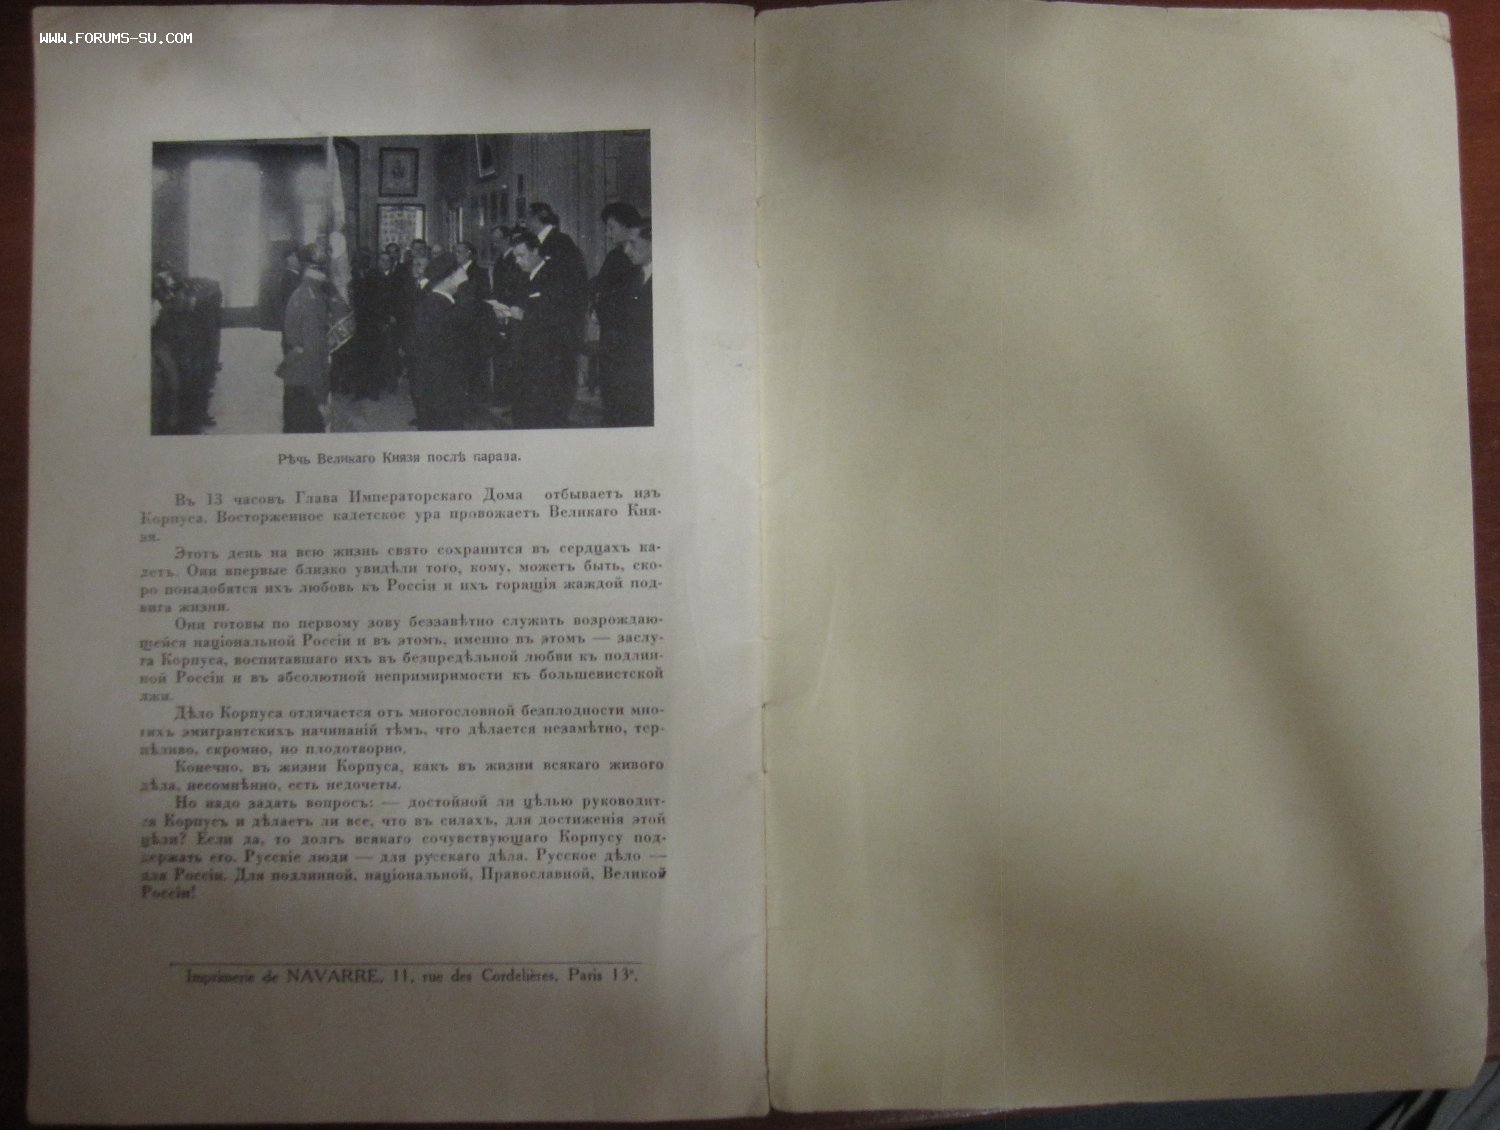 WWW.FORUMS-SU.COM
Рѣчь Великаго Князя послѣ парада.
Въ 13 часовъ Глава Императорскаго Дома отбываетъ изъ
Корпуса. Восторженное кадетское ура провожаетъ Великаго Кня-
зя.
Этотъ день на всю жизнь свято сохранится въ сердцахъ ка-
детъ. Они впервые близко увидѣли того, кому, можетъ быть, ско-
ро понадобятся ихъ любовь къ Россіи и ихъ горящія жаждой под-
вига жизни.
Они готовы по первому зову беззавѣтно служить возрождаю-
щейся національной Россіи и въ этомъ, именно въ этомъ — заслу-
га Корпуса, воспитавшаго ихъ въ безпредѣльной любви къ подлин-
ной Россіи и въ абсолютной непримиримости къ большевистской
лжи.
Дѣло Корпуса отличается отъ многословной безплодности мно-
гихъ эмигрантскихъ начинаній тѣмъ, что дѣлается незамѣтно, тер-
пѣливо, скромно, но плодотворно.
Конечно, въ жизни Корпуса, какъ въ жизни всякаго живого
дѣла, несомнѣнно, есть недочеты.
Но надо задать вопросъ: — достойной ли цѣлью руководит-
ся Корпусъ и дѣлаетъ ли все, что въ силахъ, для достиженія этой
цѣли? Если да, то долгъ всякаго сочувствующаго Корпусу под-
держать его. Русскіе люди — для русскаго дѣла. Русское дѣло —
для Россіи. Для подлинной, національной, Православной, Великой
Россіи!
Imprimerie de NAVARRE, 11, rue des Cordelières, Paris 13ᵉ.